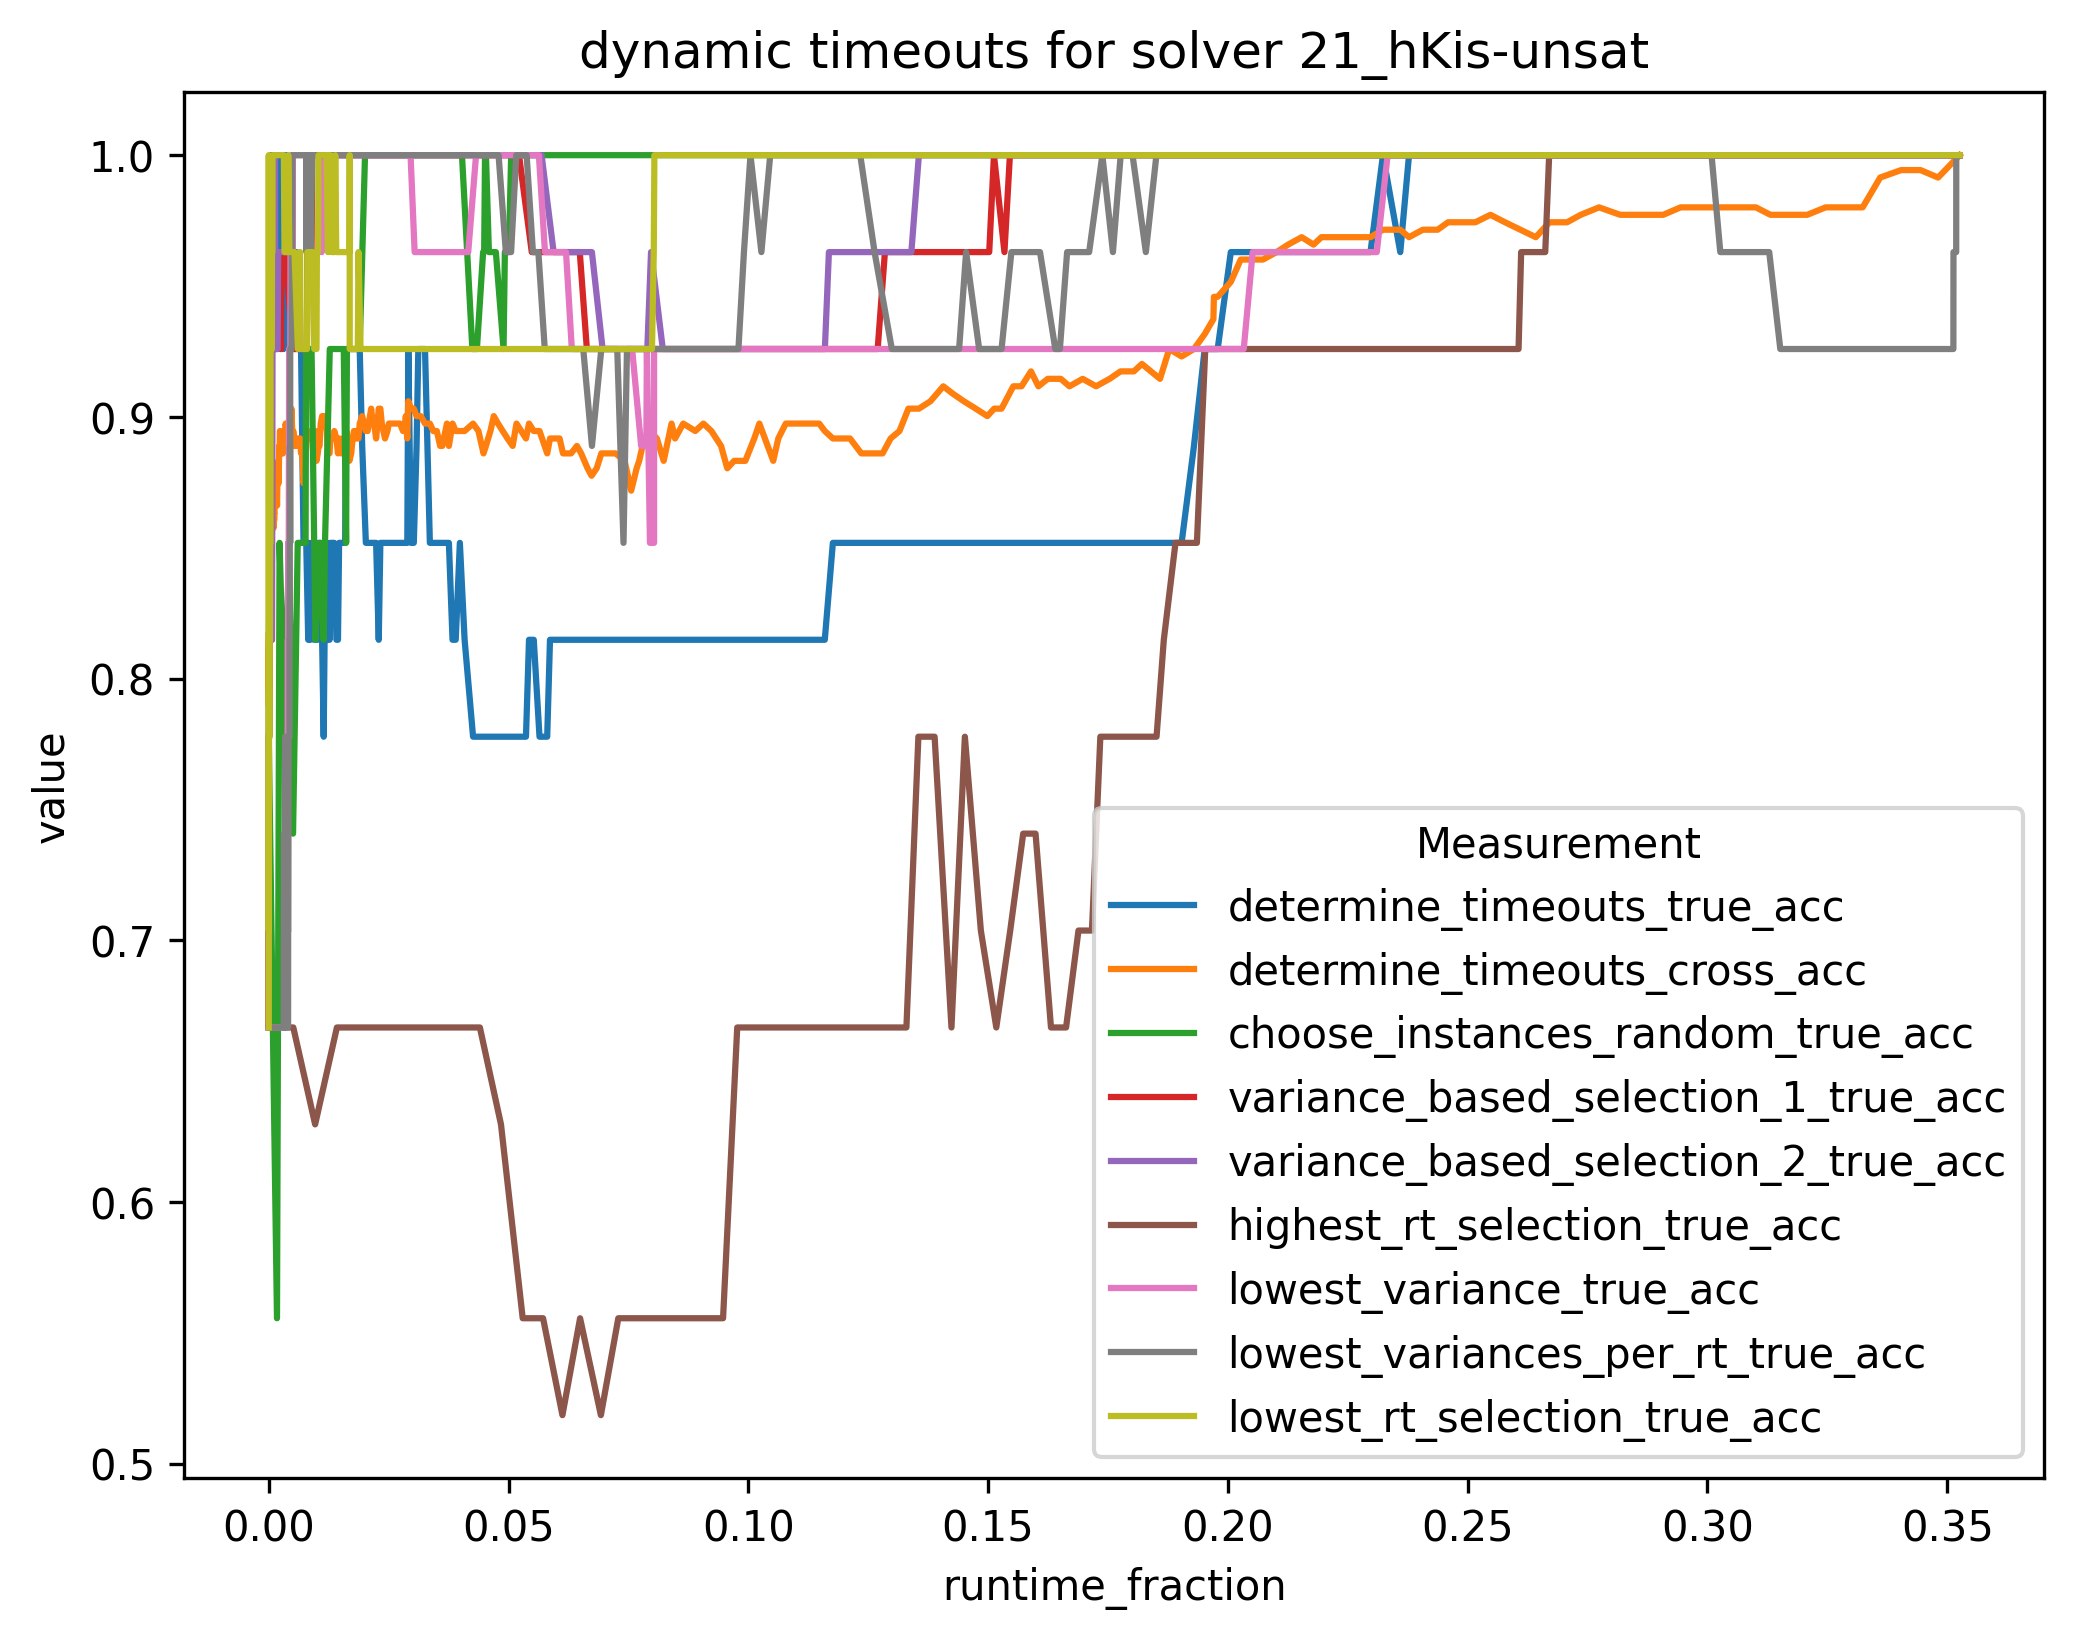 dynamic timeouts for solver 21_hKis-unsat
1.0
0.9
0.8
0.7
0.6
0.5
value
Measurement
determine_timeouts_true_acc
determine_timeouts_cross_acc
choose_instances_random_true_acc
variance_based_selection_1_true_acc
variance_based_selection_2_true_acc
highest_rt_selection_true_acc
lowest_variance_true_acc
lowest_variances_per_rt_true_acc
lowest_rt_selection_true_acc
0.00 0.05 0.10 0.15 0.20 0.25 0.30 0.35
runtime_fraction